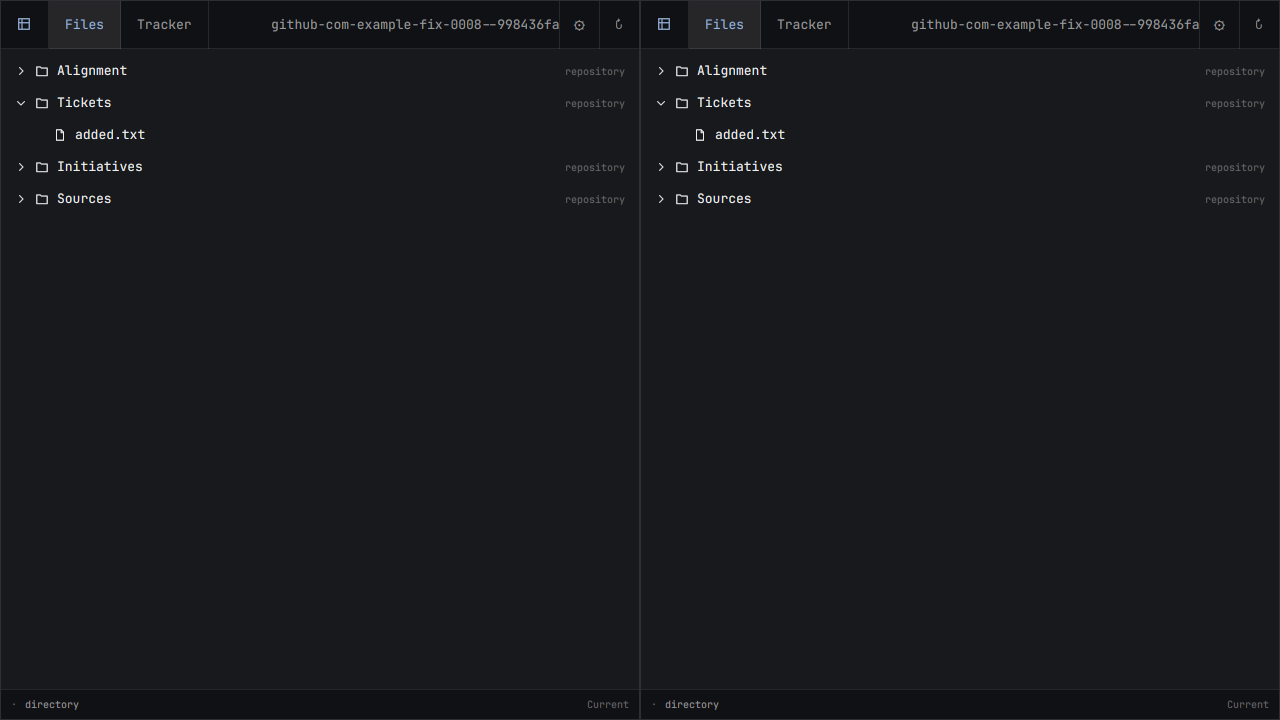 Files Tracker github-com-example-fix-0008--998436fa
Alignment repository
Tickets repository
added.txt
Initiatives repository
Sources repository
· directory Current
Files Tracker github-com-example-fix-0008--998436fa
Alignment repository
Tickets repository
added.txt
Initiatives repository
Sources repository
· directory Current